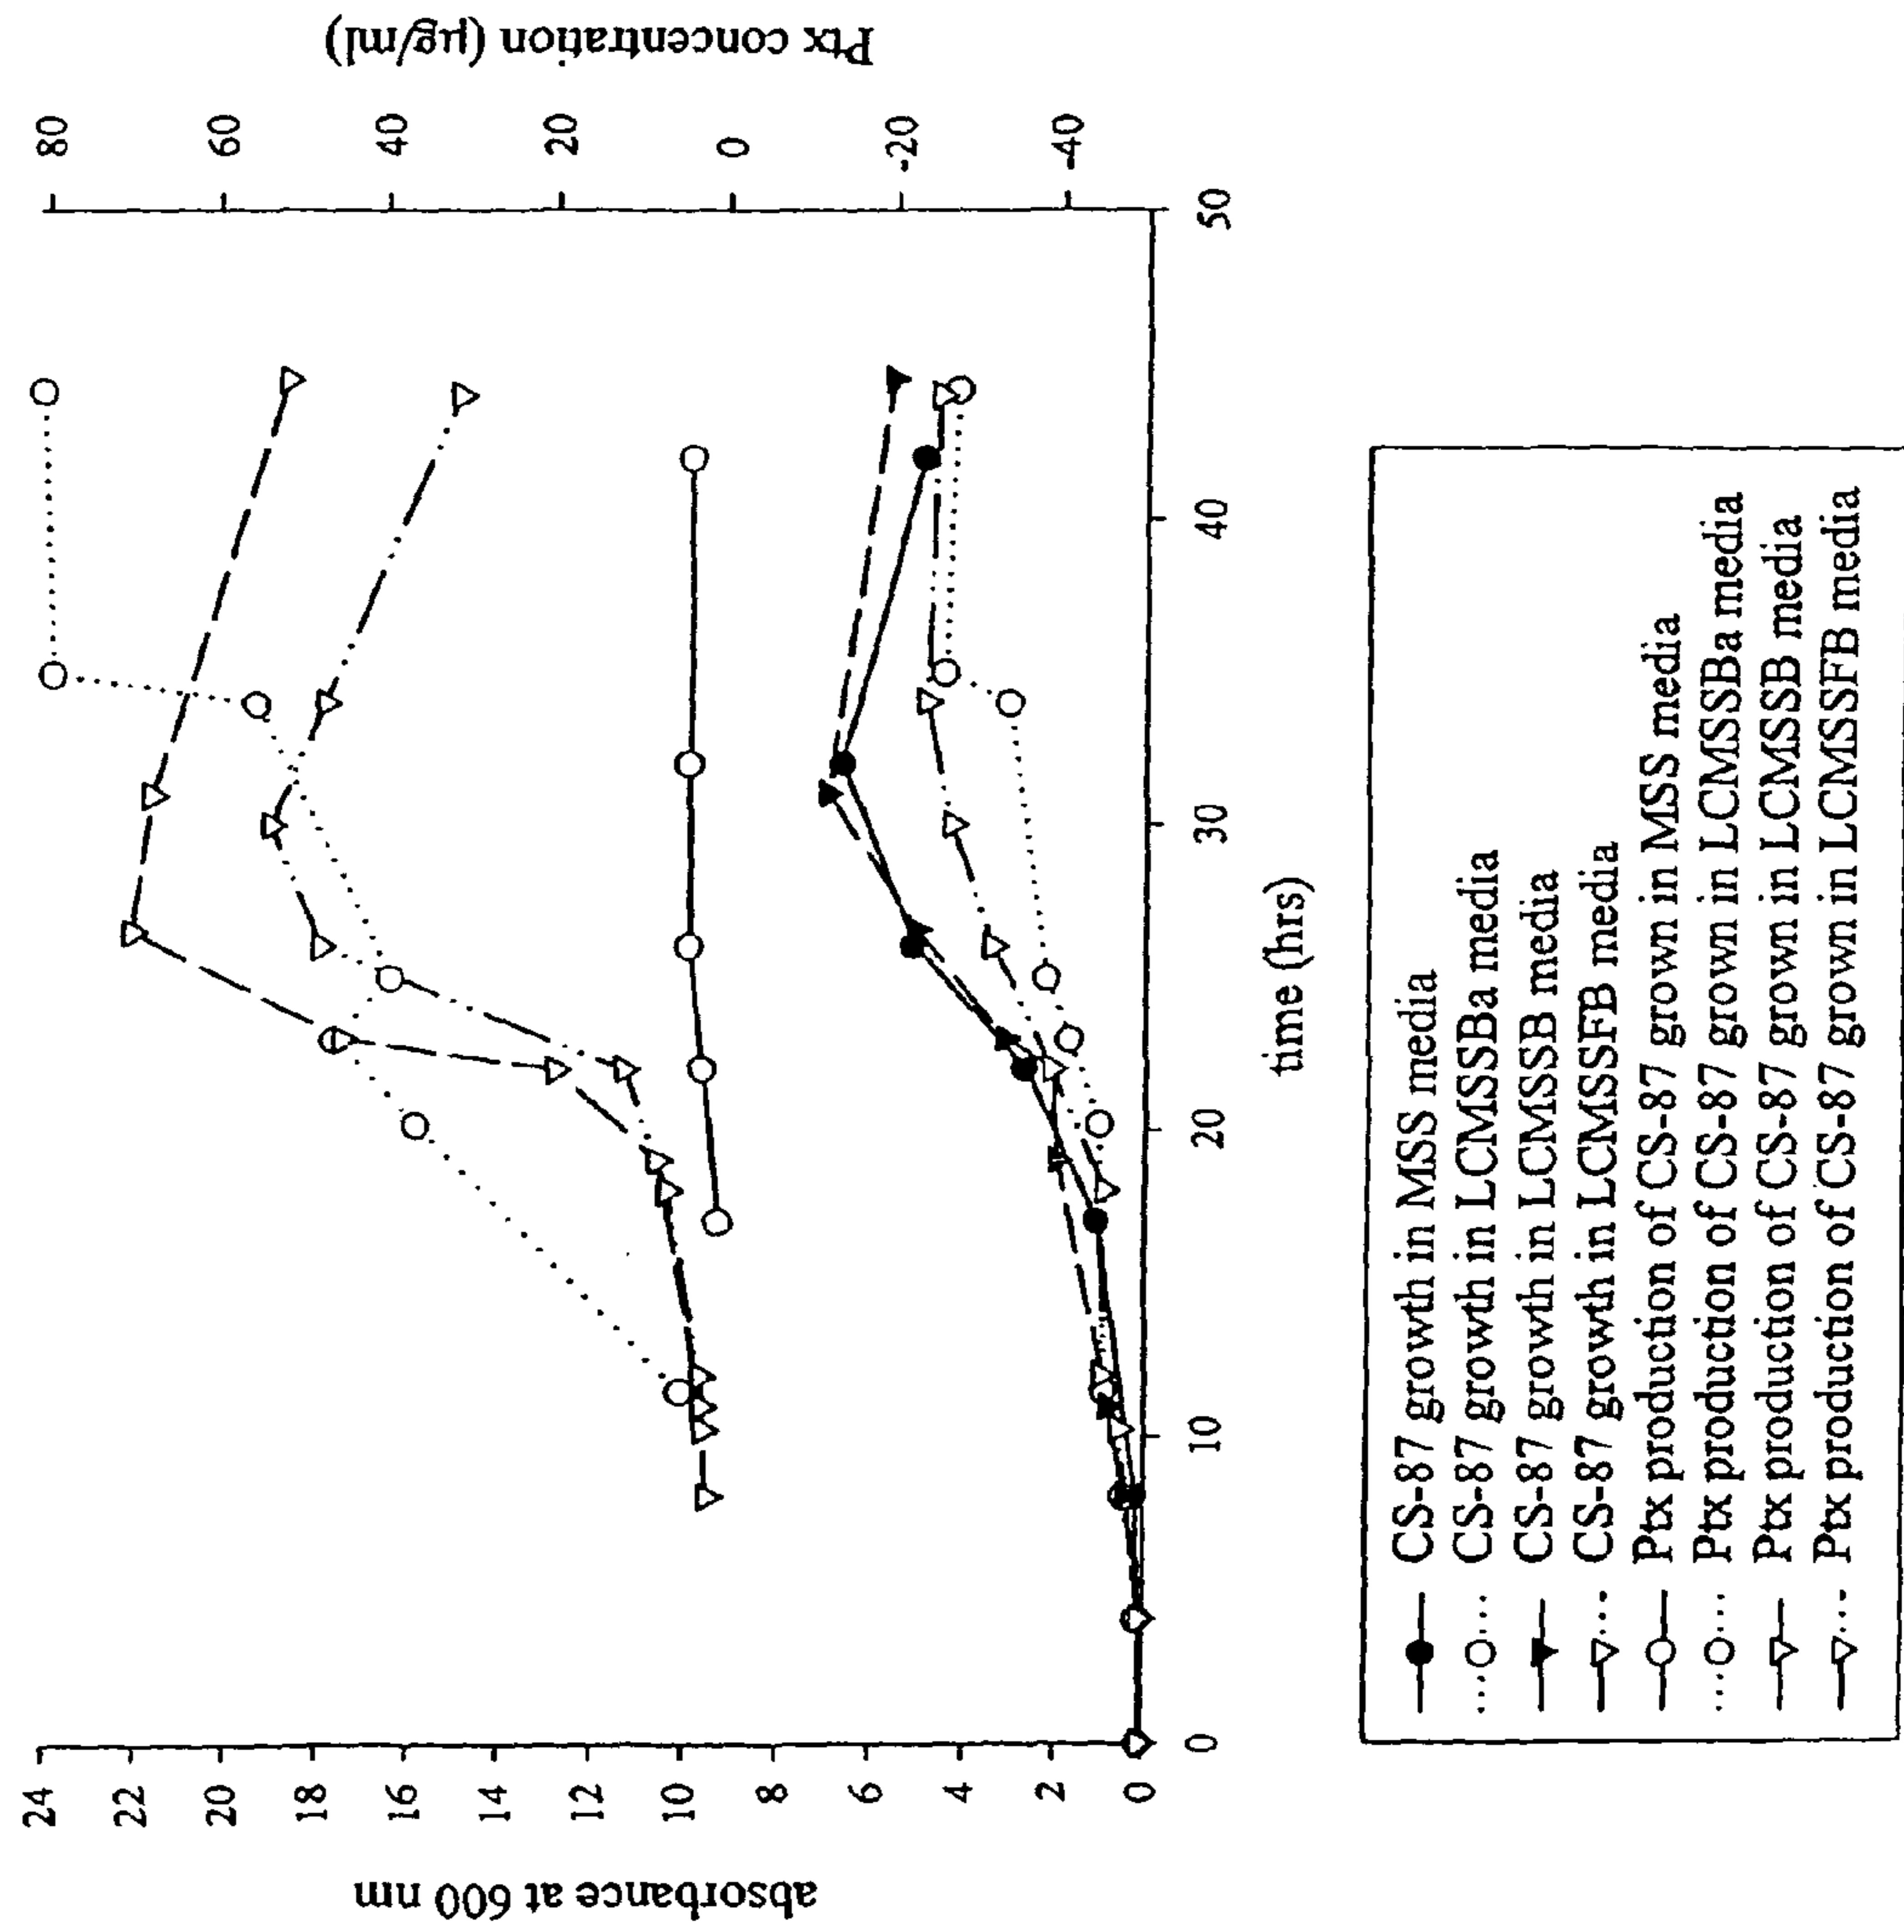 absorbance at 600 nm
24
22
20
18
16
14
12
10
8
6
4
2
0
Ptx concentration (µg/ml)
80
60
40
20
0
-20
-40
0
10
20
30
40
50
time (hrs)
CS-87 growth in MSS media
CS-87 growth in LCMSSBa media
CS-87 growth in LCMSSB media
CS-87 growth in LCMSSFB media
Ptx production of CS-87 grown in MSS media
Ptx production of CS-87 grown in LCMSSBa media
Ptx production of CS-87 grown in LCMSSB media
Ptx production of CS-87 grown in LCMSSFB media